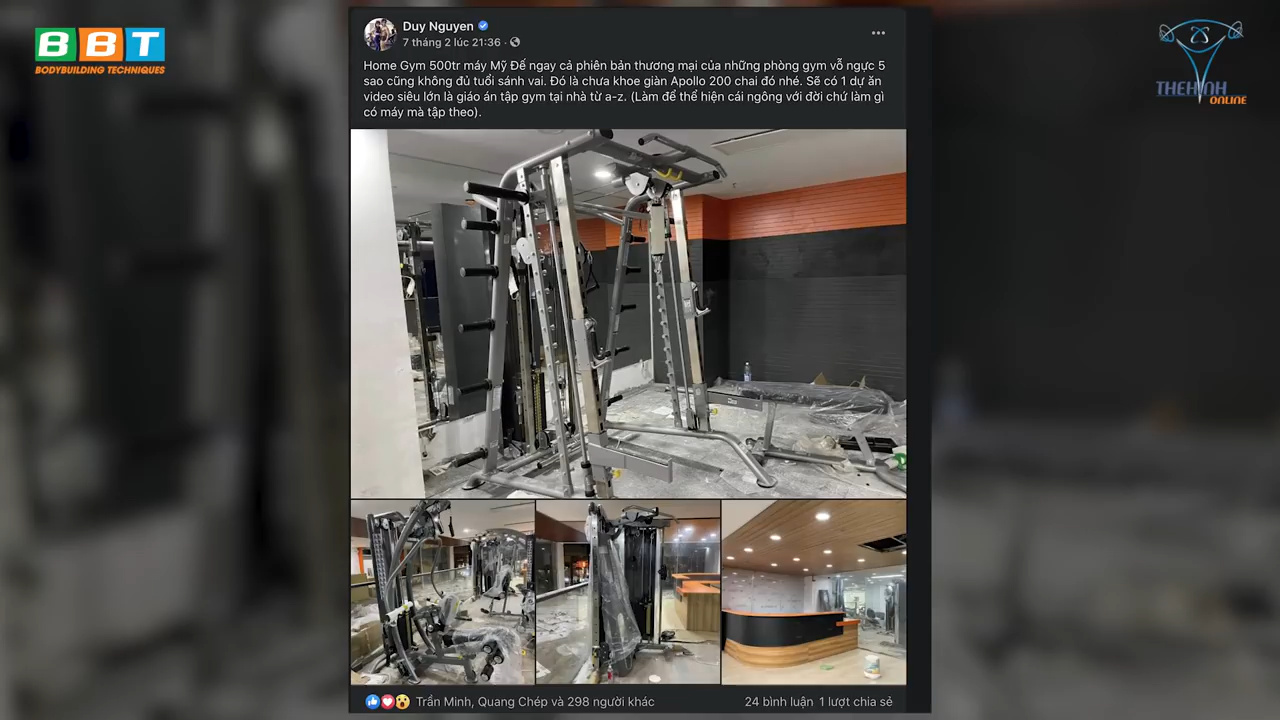 BBT
BODYBUILDING TECHNIQUES
Duy Nguyen
7 tháng 2 lúc 21:36 ·
Home Gym 500tr máy Mỹ Đế ngay cả phiên bản thương mại của những phòng gym vỗ ngực 5
sao cũng không đủ tuổi sánh vai. Đó là chưa khoe giàn Apollo 200 chai đó nhé. Sẽ có 1 dự ăn
video siêu lớn là giáo án tập gym tại nhà từ a-z. (Làm để thể hiện cái ngông với đời chứ làm gì
có máy mà tập theo).
Trần Minh, Quang Chép và 298 người khác
24 bình luận 1 lượt chia sẻ
THEHINH
ONLINE